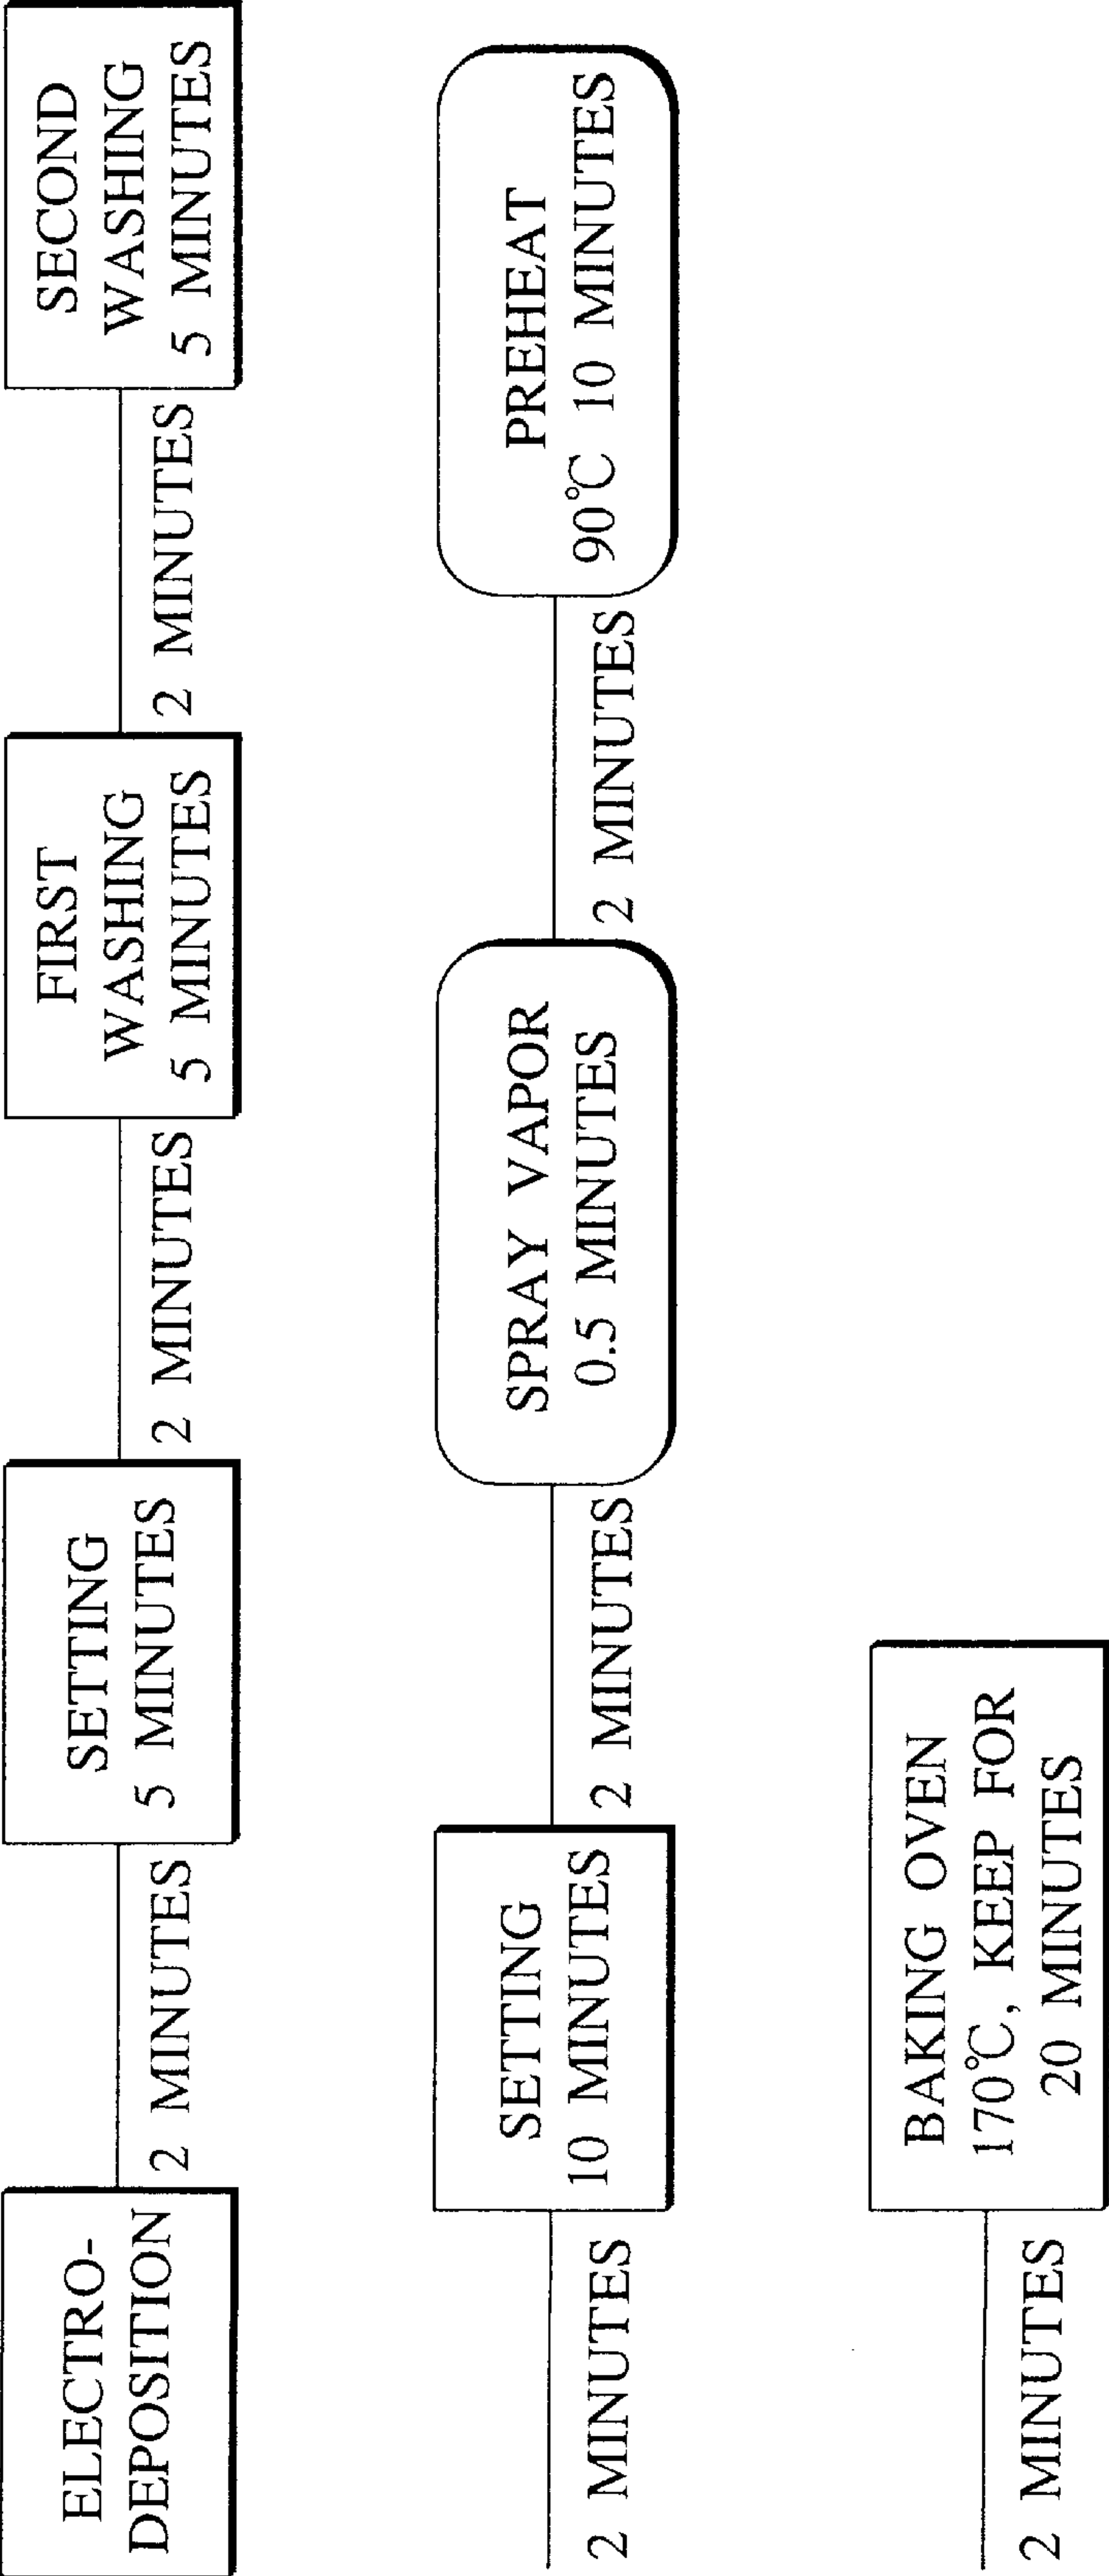 ELECTRO-
DEPOSITION
2 MINUTES
SETTING
5 MINUTES
2 MINUTES
FIRST
WASHING
5 MINUTES
2 MINUTES
SECOND
WASHING
5 MINUTES
2 MINUTES
SETTING
10 MINUTES
2 MINUTES
SPRAY VAPOR
0.5 MINUTES
2 MINUTES
PREHEAT
90℃ 10 MINUTES
2 MINUTES
BAKING OVEN
170℃, KEEP FOR
20 MINUTES